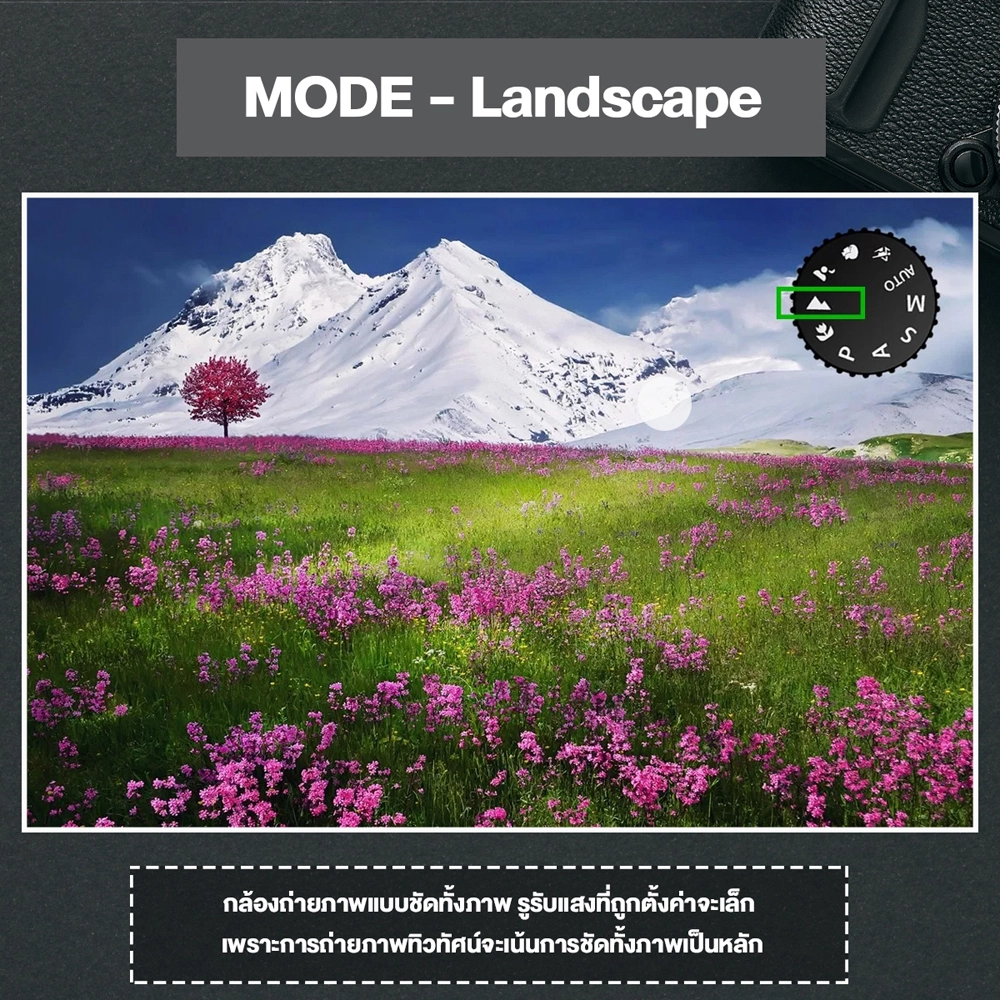 MODE - Landscape
AUTO
M
S
A
P
กล้องถ่ายภาพแบบชัดทั้งภาพ รูรับแสงที่ถูกตั้งค่าจะเล็ก
เพราะการถ่ายภาพทิวทัศน์จะเน้นการชัดทั้งภาพเป็นหลัก